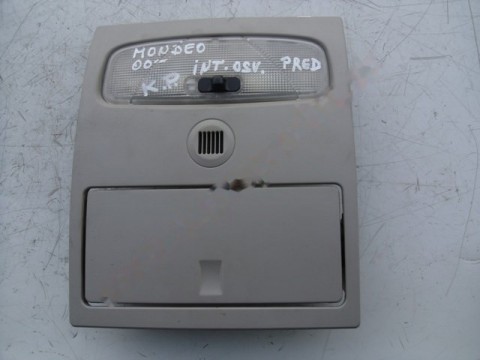 MONDEO
00-- INT. OSV. PRED
K.P.